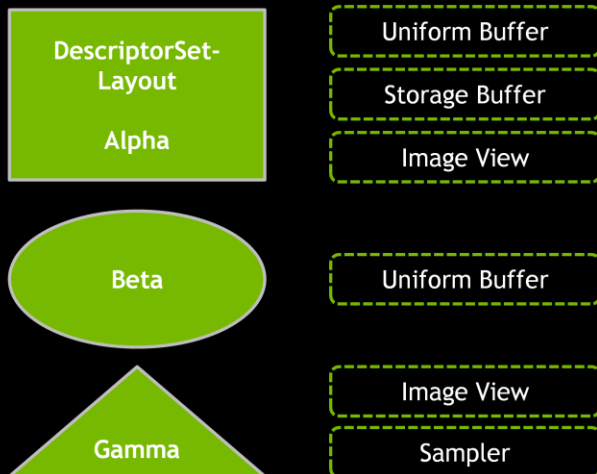 DescriptorSet-
Layout
Alpha
Uniform Buffer
Storage Buffer
Image View
Beta
Uniform Buffer
Gamma
Image View
Sampler